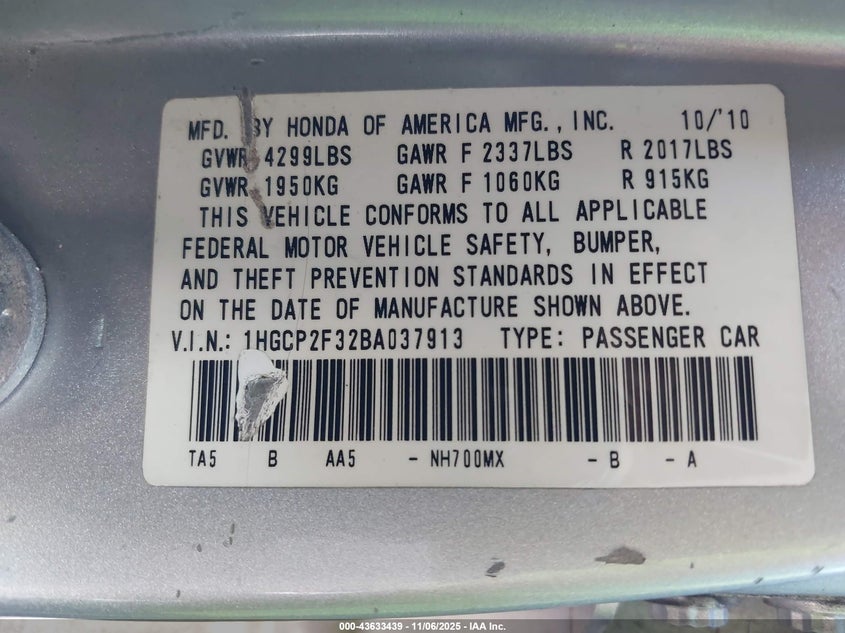 MFD. BY HONDA OF AMERICA MFG., INC. 10/'10
GVWR 4299LBS GAWR F 2337LBS R 2017LBS
GVWR 1950KG GAWR F 1060KG R 915KG
THIS VEHICLE CONFORMS TO ALL APPLICABLE
FEDERAL MOTOR VEHICLE SAFETY, BUMPER,
AND THEFT PREVENTION STANDARDS IN EFFECT
ON THE DATE OF MANUFACTURE SHOWN ABOVE.
V.I.N.: 1HGCP2F32BA037913 TYPE: PASSENGER CAR
TA5 B AA5 - NH700MX - B - A
000-43633439 - 11/06/2025 - IAA Inc.